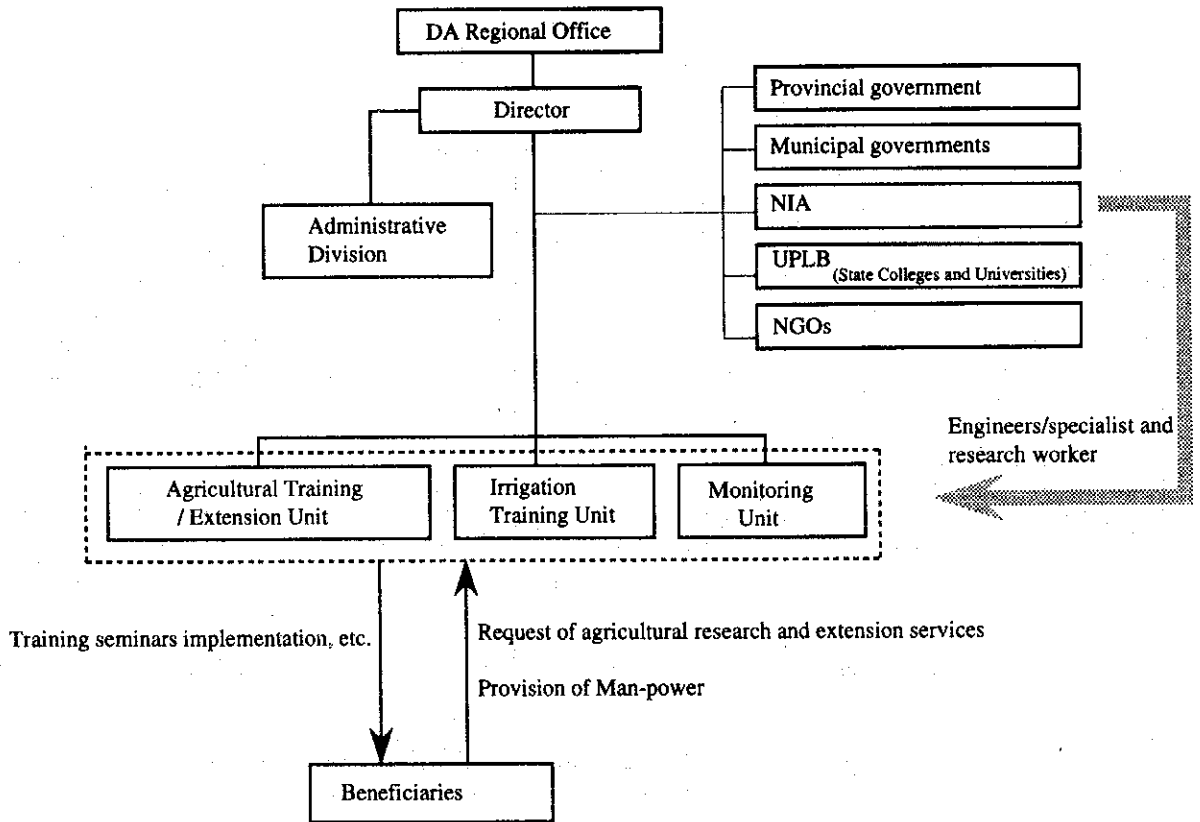 DA Regional Office
Director
Administrative
Division
Provincial government
Municipal governments
NIA
UPLB
(State Colleges and Universities)
NGOs
Engineers/specialist and
research worker
Agricultural Training
/ Extension Unit
Irrigation
Training Unit
Monitoring
Unit
Training seminars implementation, etc.
Request of agricultural research and extension services
Provision of Man-power
Beneficiaries